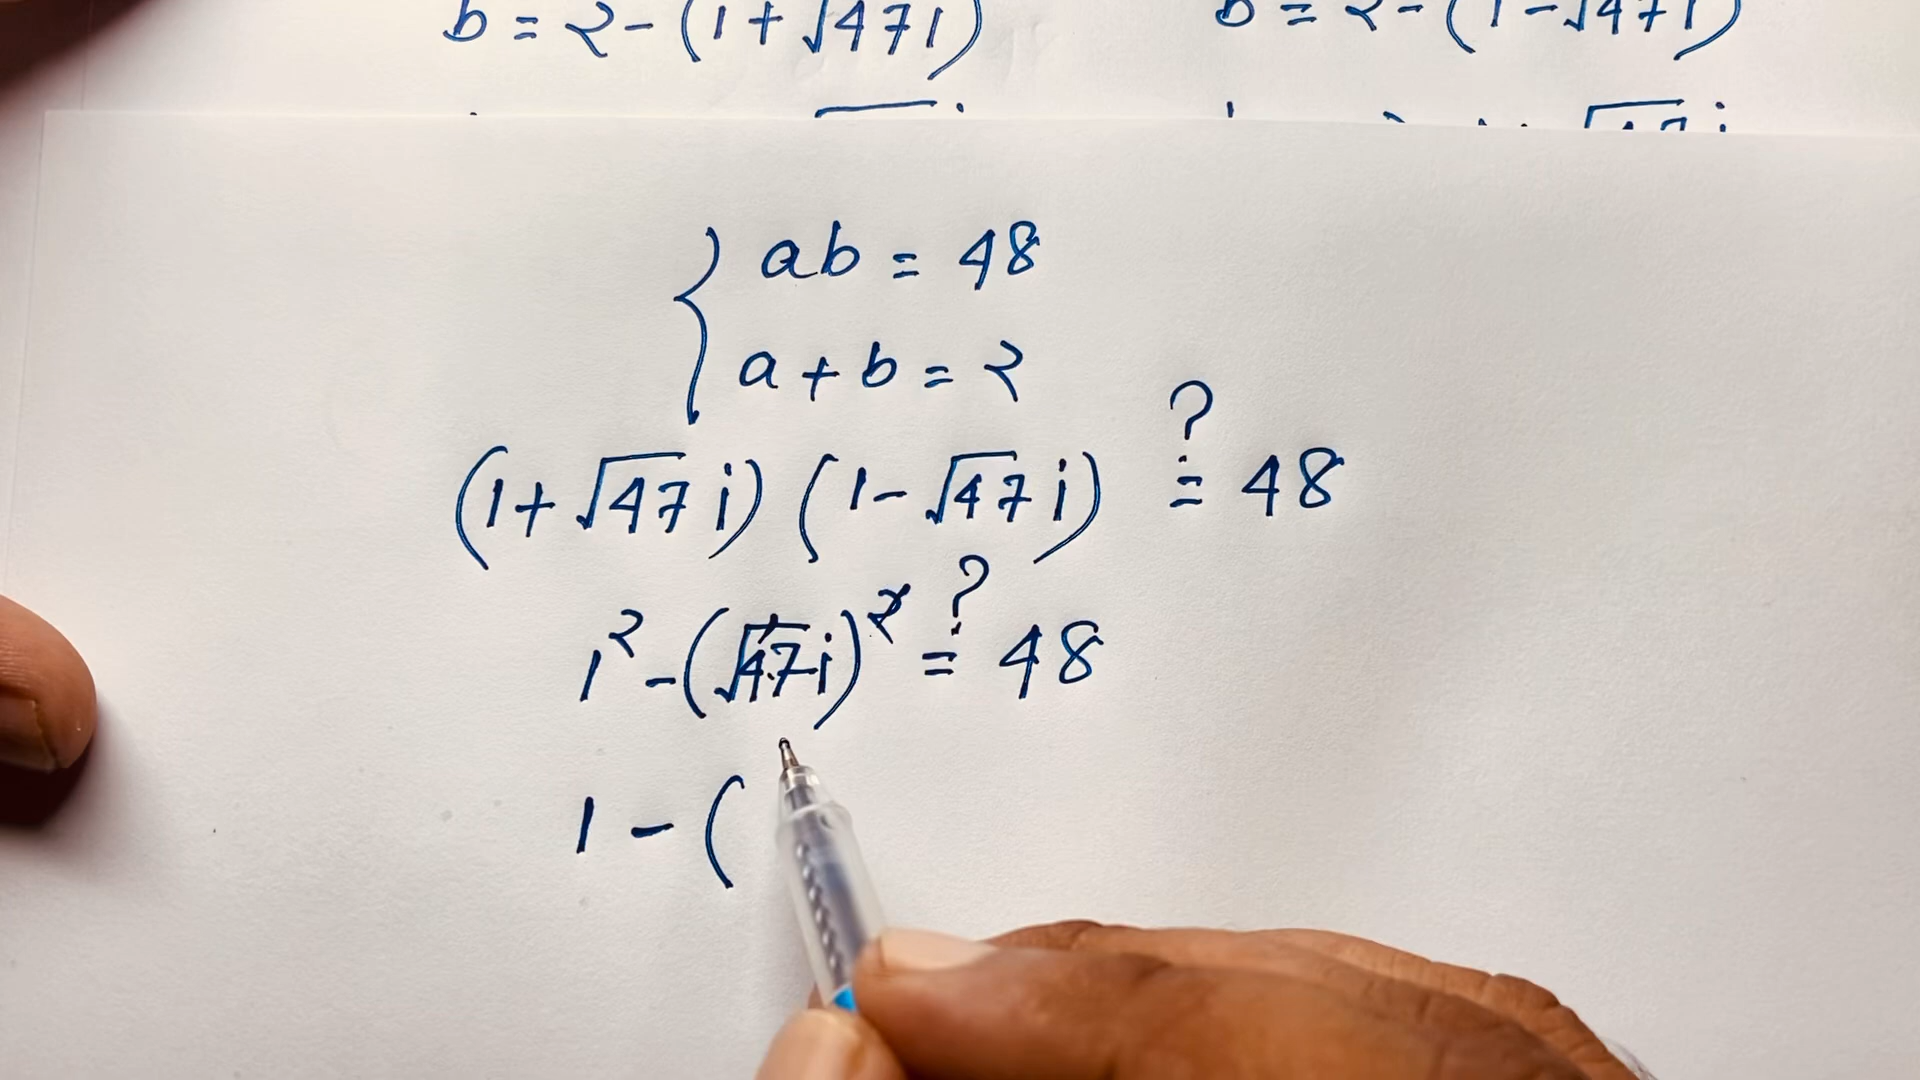 b = 2 - (1 + √47 i) b = 2 - (1 - √47 i)
{ ab = 48
a + b = 2
(1 + √47 i) (1 - √47 i) ?= 48
1² - (√47 i)² ?= 48
1 - (